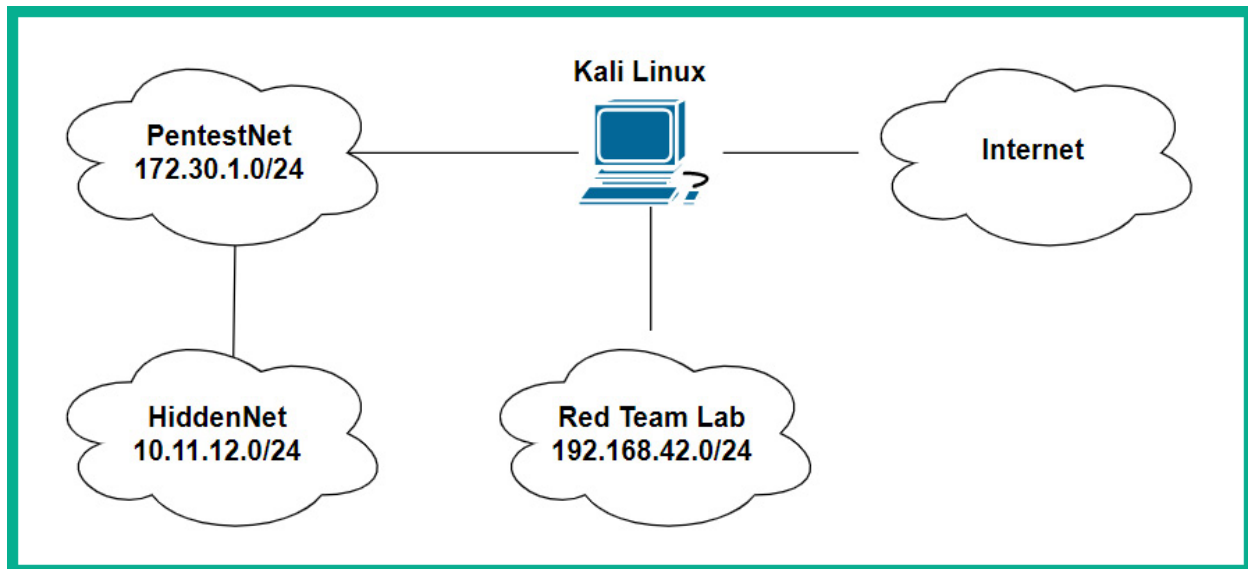 Kali Linux
PentestNet
172.30.1.0/24
Internet
HiddenNet
10.11.12.0/24
Red Team Lab
192.168.42.0/24